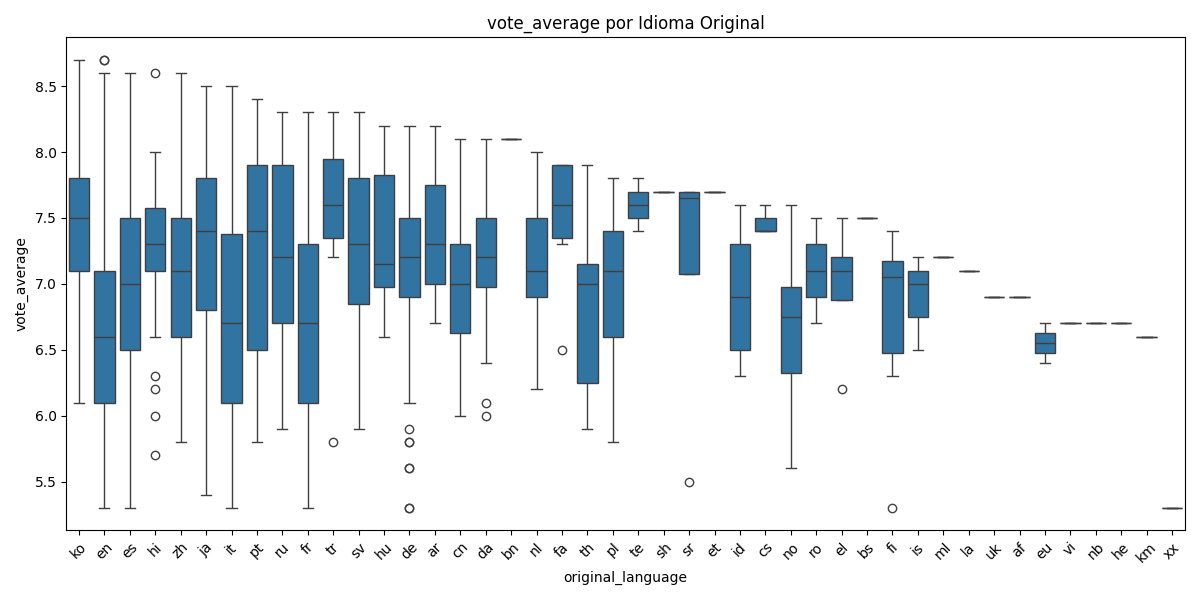 vote_average por Idioma Original
vote_average
8.5
8.0
7.5
7.0
6.5
6.0
5.5
ko en es hi zh ja it pt ru fr tr sv hu de ar cn da bn nl fa th pl te sh sr et id cs no ro el bs fi is ml la uk af eu vi nb he km xx
original_language